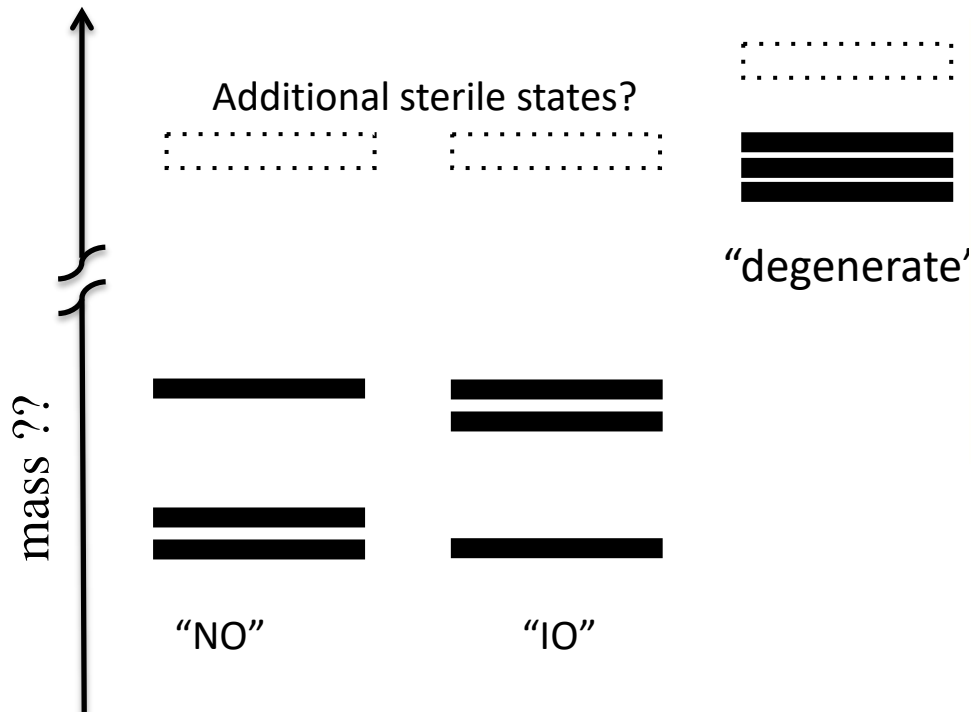 Additional sterile states?
“degenerate”
mass ??
“NO”
“IO”